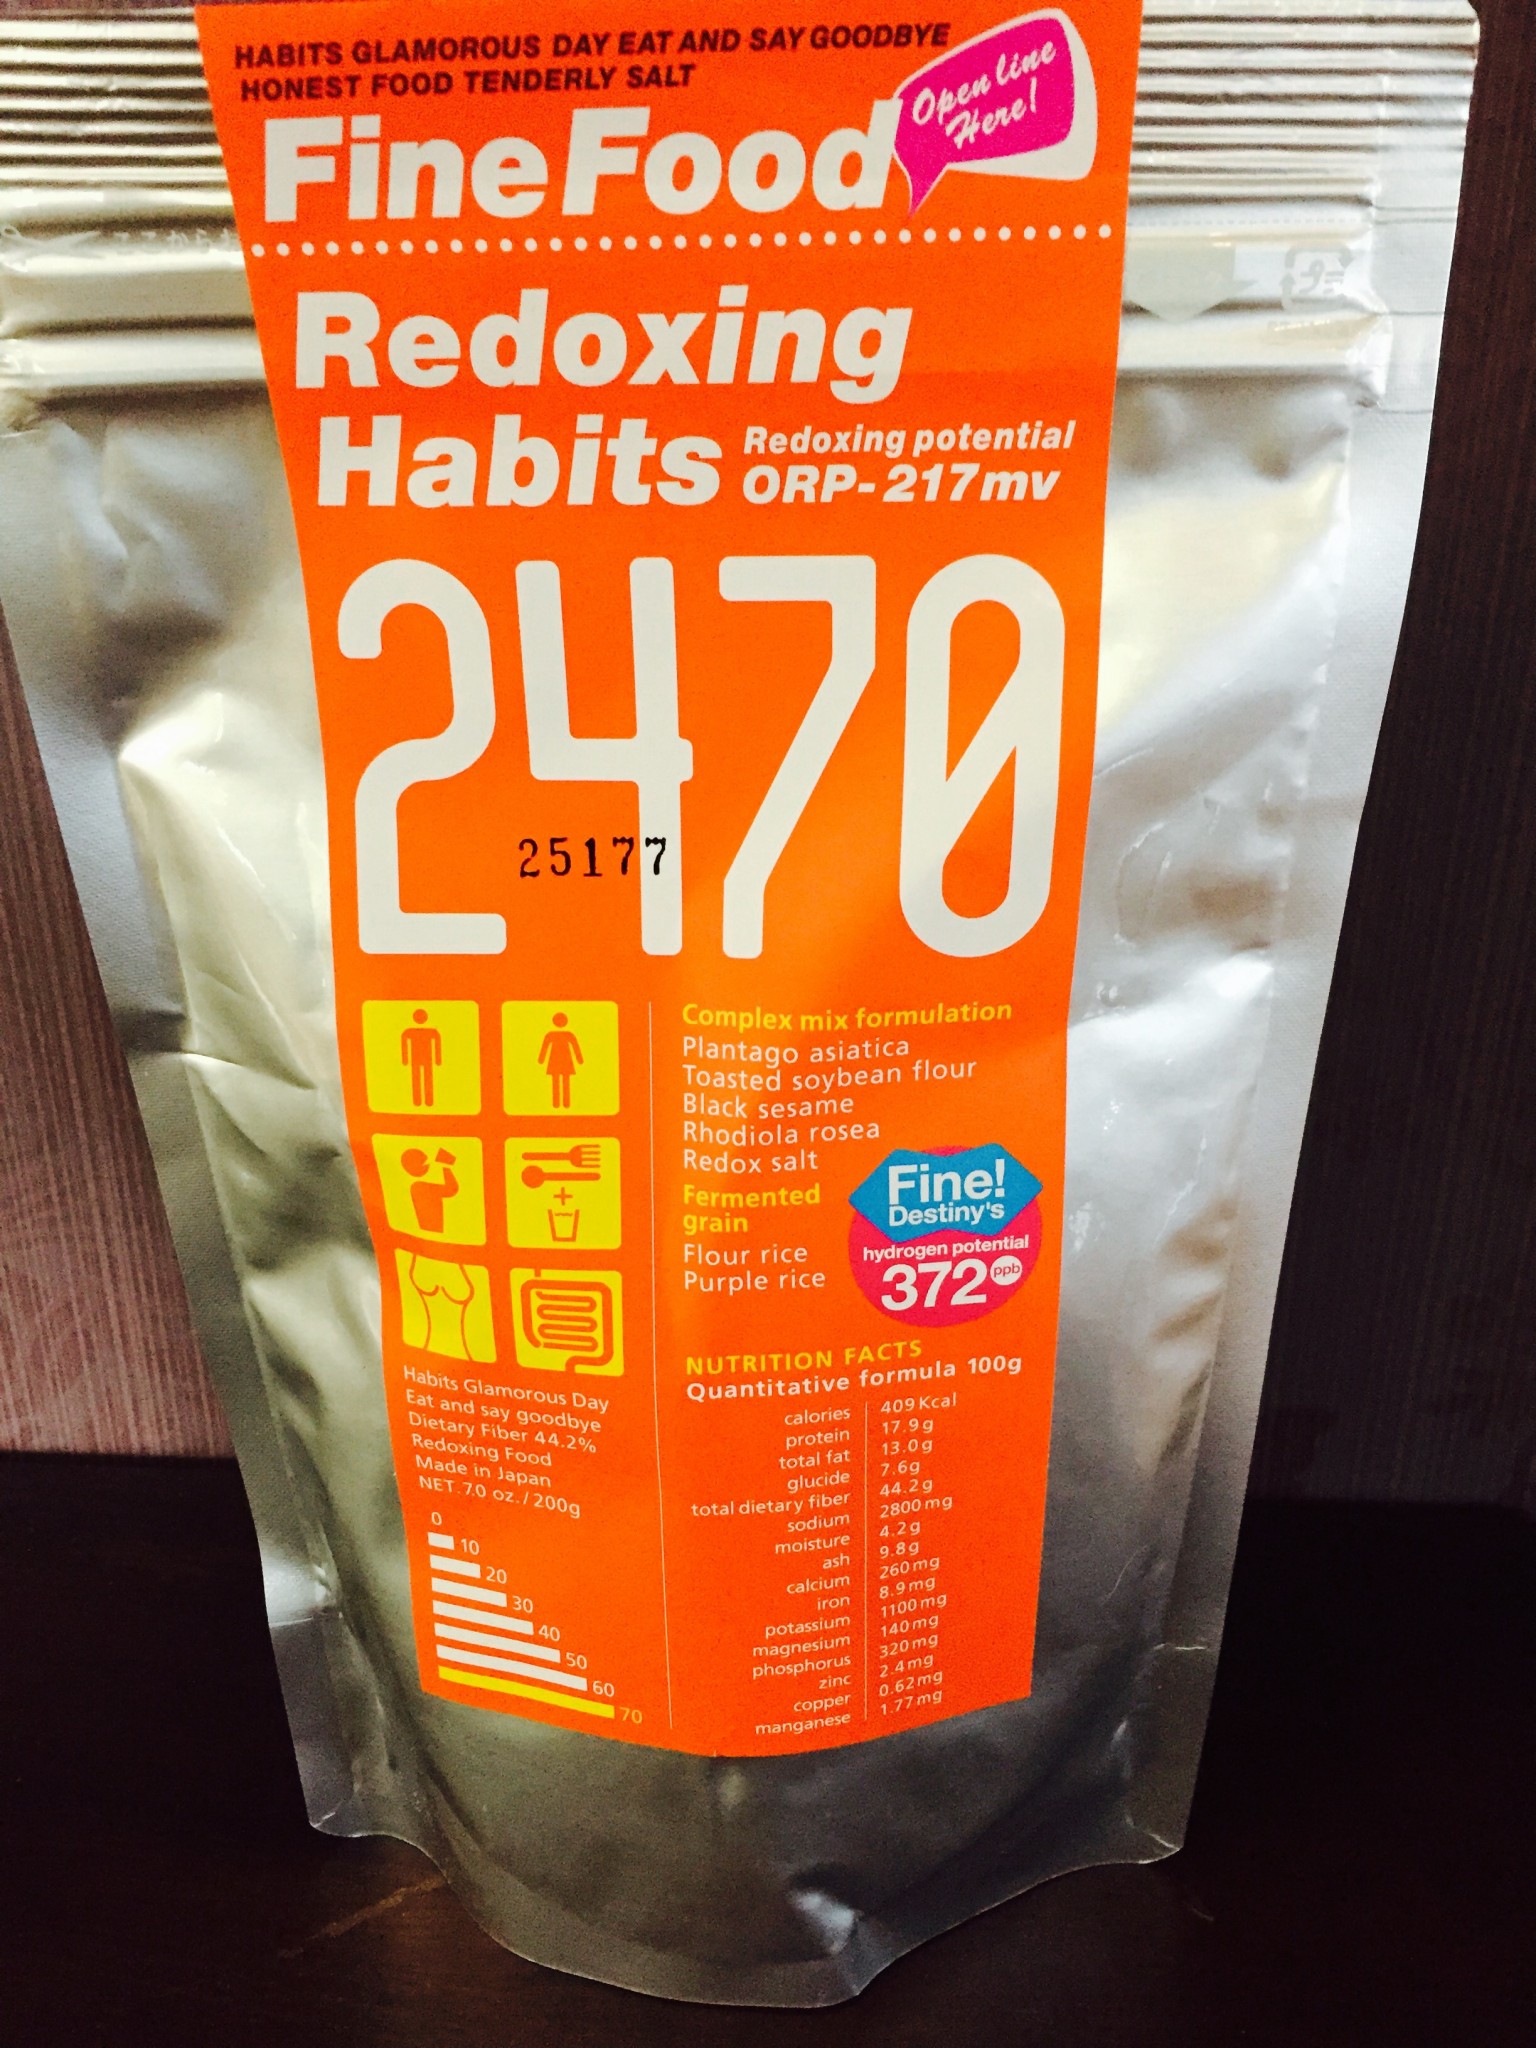 HABITS GLAMOROUS DAY EAT AND SAY GOODBYE
HONEST FOOD TENDERLY SALT
Open line
Here!
FineFood
ここから
プラ
Redoxing
Habits
Redoxing potential
ORP-217mv
2470
25177
Complex mix formulation
Plantago asiatica
Toasted soybean flour
Black sesame
Rhodiola rosea
Redox salt
Fermented
grain
Flour rice
Purple rice
Fine!
Destiny's
hydrogen potential
372 ppb
+
Habits Glamorous Day
Eat and say goodbye
Dietary Fiber 44.2%
Redoxing Food
Made in Japan
NET.7.0 oz./200g
0
10
20
30
40
50
60
70
NUTRITION FACTS
Quantitative formula 100g
calories 409 Kcal
protein 17.9g
total fat 13.0g
glucide 7.6g
total dietary fiber 44.2g
sodium 2800mg
moisture 4.2g
ash 9.8g
calcium 260mg
iron 8.9mg
potassium 1100mg
magnesium 140mg
phosphorus 320mg
zinc 2.4mg
copper 0.62mg
manganese 1.77mg